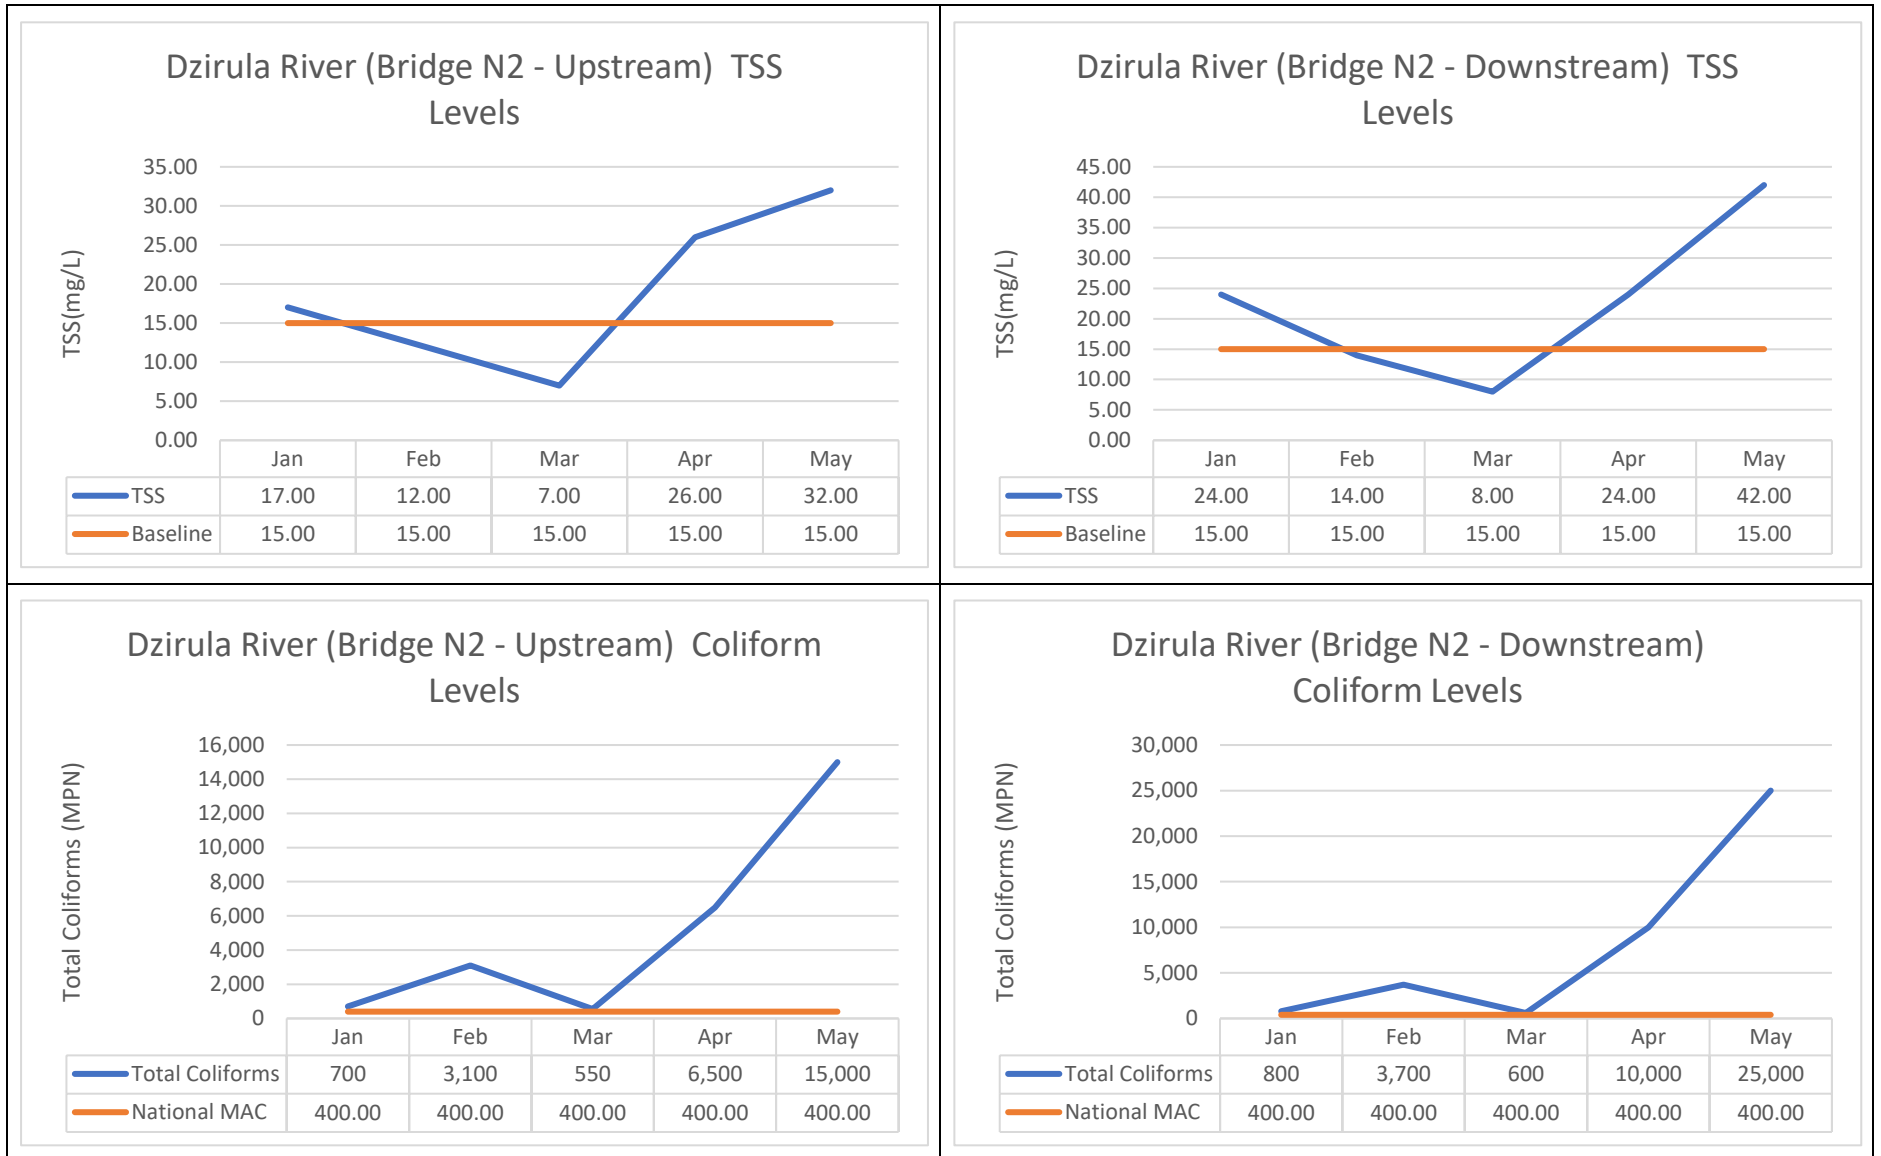 Dzirula River (Bridge N2 - Upstream)  TSS
Levels
TSS(mg/L)
35.00
30.00
25.00
20.00
15.00
10.00
5.00
0.00
Jan Feb Mar Apr May
TSS 17.00 12.00 7.00 26.00 32.00
Baseline 15.00 15.00 15.00 15.00 15.00
Dzirula River (Bridge N2 - Downstream)  TSS
Levels
TSS(mg/L)
45.00
40.00
35.00
30.00
25.00
20.00
15.00
10.00
5.00
0.00
Jan Feb Mar Apr May
TSS 24.00 14.00 8.00 24.00 42.00
Baseline 15.00 15.00 15.00 15.00 15.00
Dzirula River (Bridge N2 - Upstream)  Coliform
Levels
Total Coliforms (MPN)
16,000
14,000
12,000
10,000
8,000
6,000
4,000
2,000
0
Jan Feb Mar Apr May
Total Coliforms 700 3,100 550 6,500 15,000
National MAC 400.00 400.00 400.00 400.00 400.00
Dzirula River (Bridge N2 - Downstream)
Coliform Levels
Total Coliforms (MPN)
30,000
25,000
20,000
15,000
10,000
5,000
0
Jan Feb Mar Apr May
Total Coliforms 800 3,700 600 10,000 25,000
National MAC 400.00 400.00 400.00 400.00 400.00